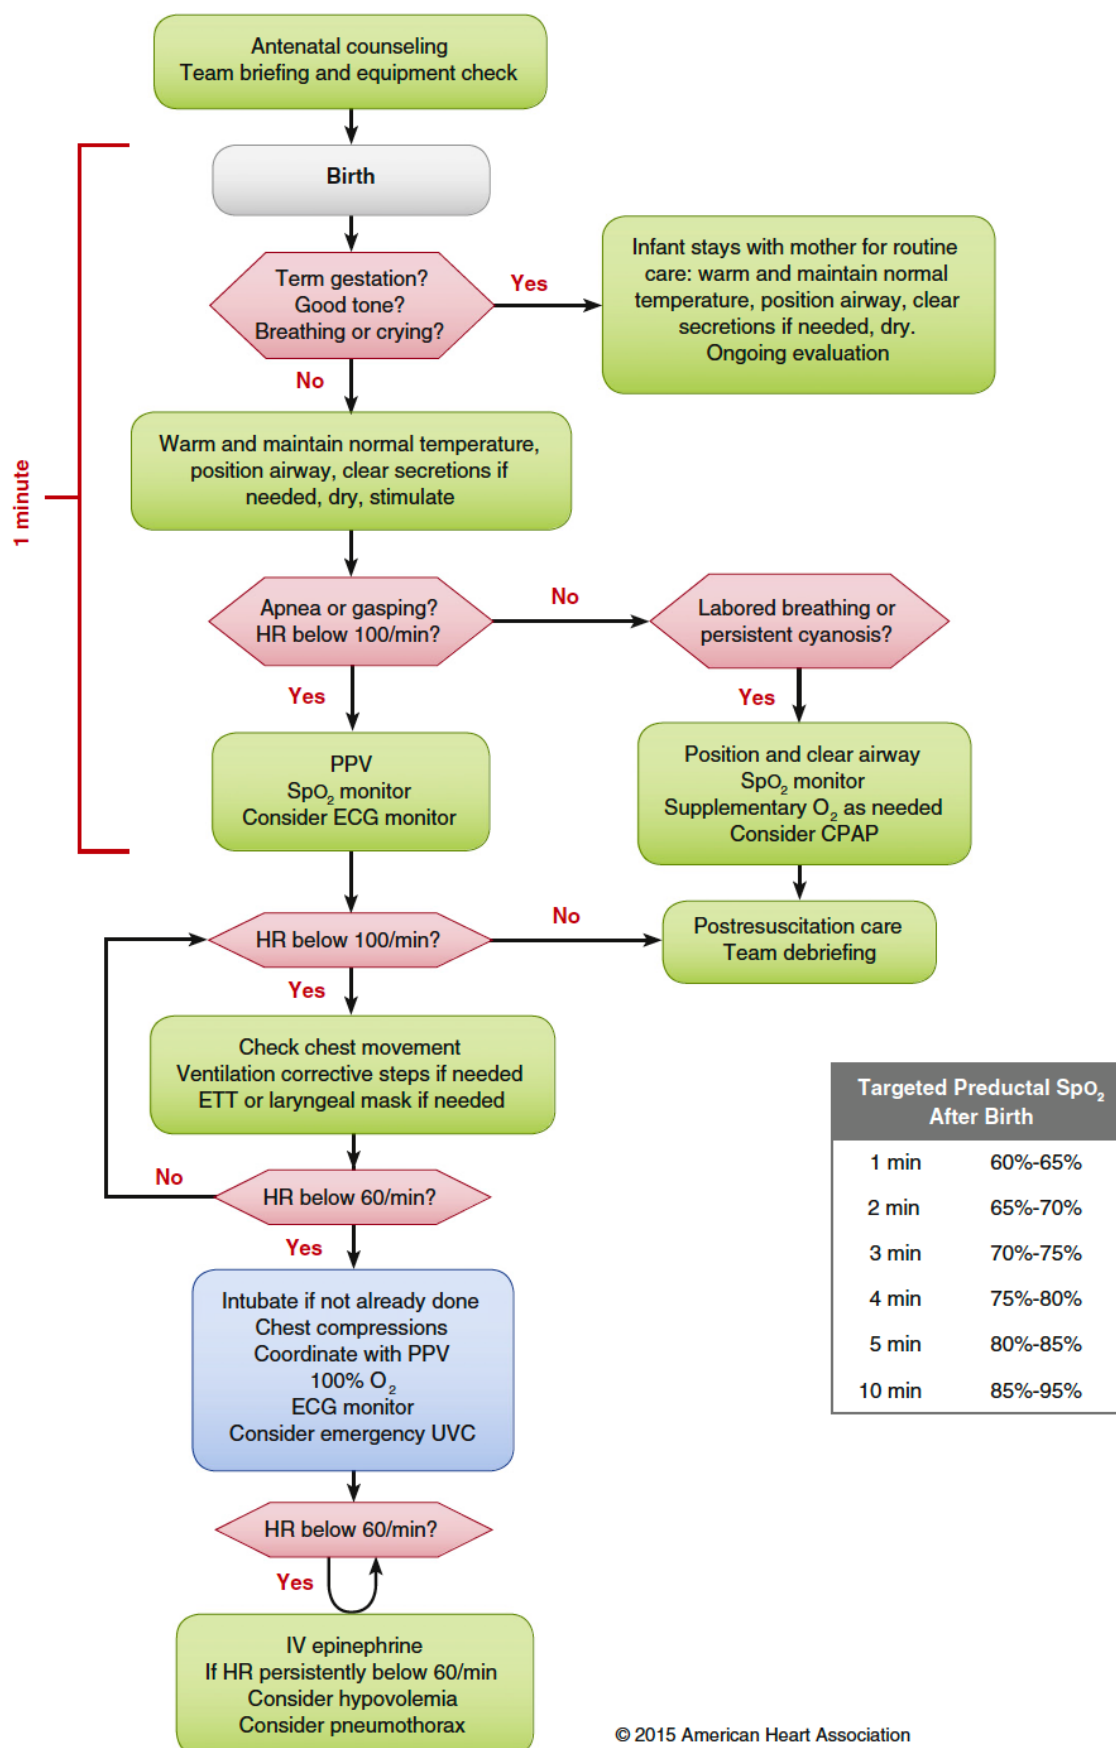 Antenatal counseling
Team briefing and equipment check
Birth
Term gestation?
Good tone?
Breathing or crying?
Yes
Infant stays with mother for routine
care: warm and maintain normal
temperature, position airway, clear
secretions if needed, dry.
Ongoing evaluation
No
Warm and maintain normal temperature,
position airway, clear secretions if
needed, dry, stimulate
1 minute
Apnea or gasping?
HR below 100/min?
No
Labored breathing or
persistent cyanosis?
Yes
Yes
PPV
SpO₂ monitor
Consider ECG monitor
Position and clear airway
SpO₂ monitor
Supplementary O₂ as needed
Consider CPAP
HR below 100/min?
No
Postresuscitation care
Team debriefing
Yes
Check chest movement
Ventilation corrective steps if needed
ETT or laryngeal mask if needed
No
HR below 60/min?
Yes
Intubate if not already done
Chest compressions
Coordinate with PPV
100% O₂
ECG monitor
Consider emergency UVC
HR below 60/min?
Yes
IV epinephrine
If HR persistently below 60/min
Consider hypovolemia
Consider pneumothorax
Targeted Preductal SpO₂
After Birth
1 min 60%-65%
2 min 65%-70%
3 min 70%-75%
4 min 75%-80%
5 min 80%-85%
10 min 85%-95%
© 2015 American Heart Association